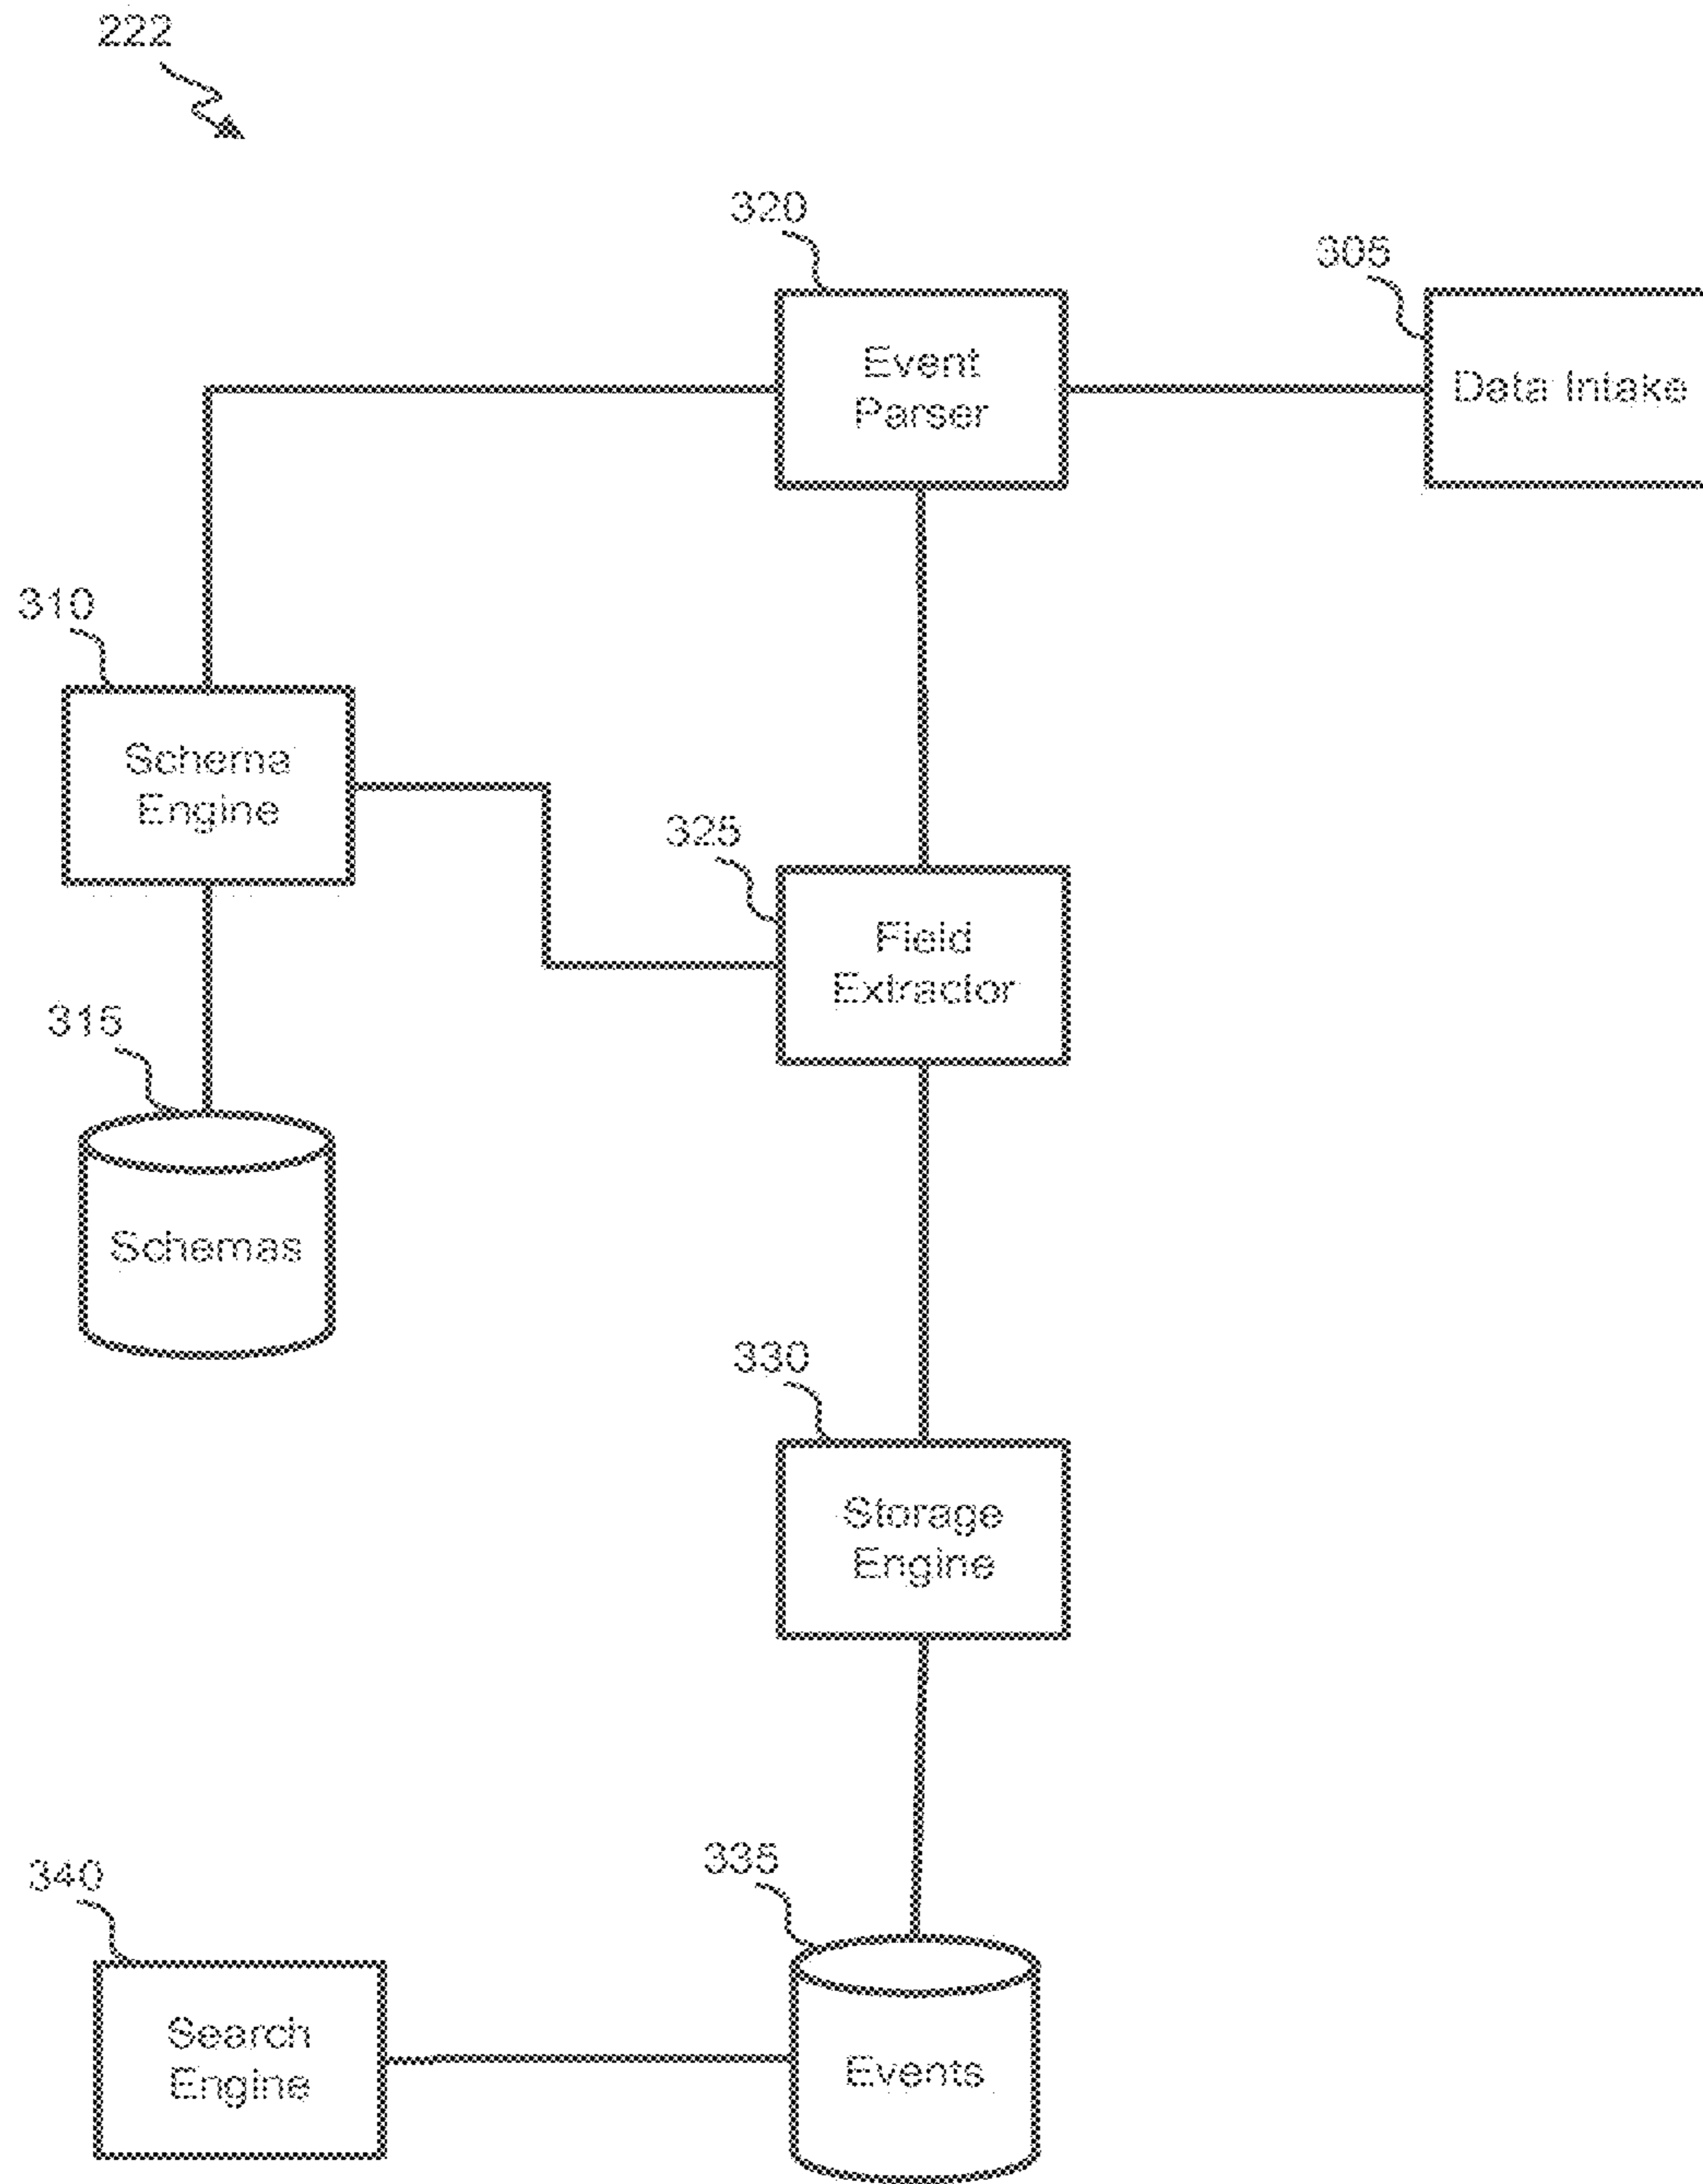 222
320
305
Event
Parser
Data Intake
310
Schema
Engine
325
Field
Extractor
315
Schemas
330
Storage
Engine
340
335
Search
Engine
Events